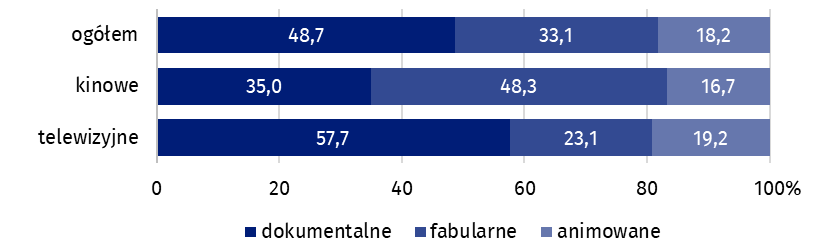 ogółem 48,7 33,1 18,2
kinowe 35,0 48,3 16,7
telewizyjne 57,7 23,1 19,2
0 20 40 60 80 100%
dokumentalne fabularne animowane